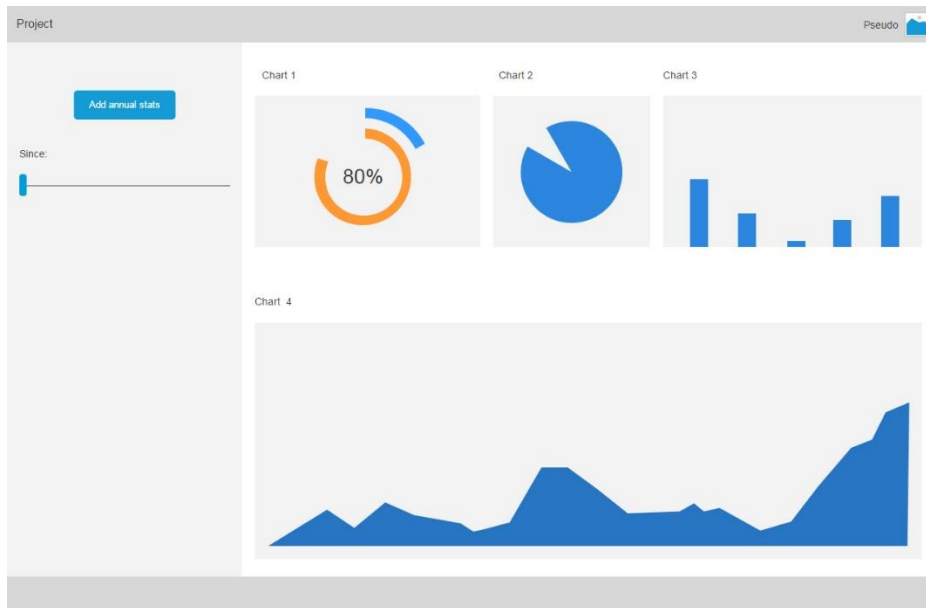 Project
Pseudo
Add annual stats
Since:
Chart 1
Chart 2
Chart 3
80%
Chart 4